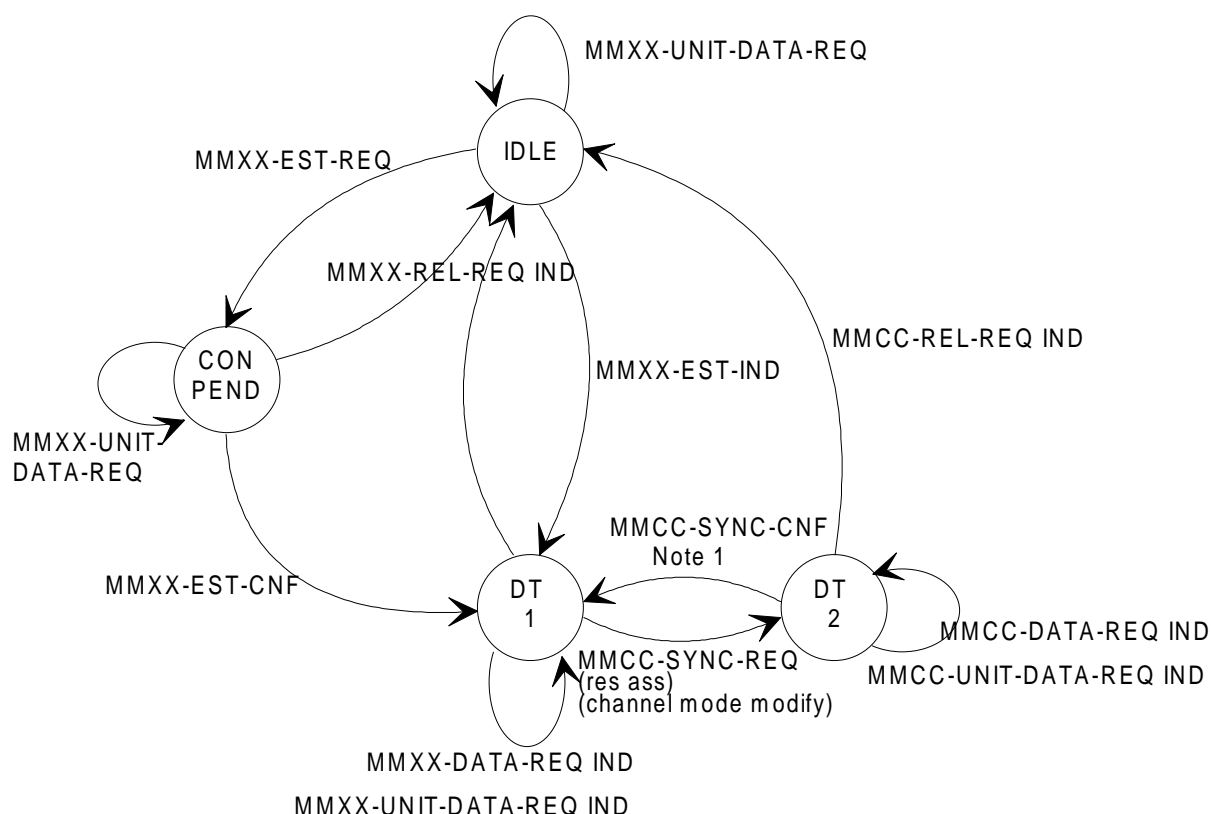 MMXX-UNIT-DATA-REQ
IDLE
MMXX-EST-REQ
MMXX-REL-REQ IND
MMCC-REL-REQ IND
CON
PEND
MMXX-EST-IND
MMXX-UNIT-
DATA-REQ
MMCC-SYNC-CNF
Note 1
MMXX-EST-CNF
DT
1
DT
2
MMCC-DATA-REQ IND
MMCC-SYNC-REQ
(res ass)
(channel mode modify)
MMCC-UNIT-DATA-REQ IND
MMXX-DATA-REQ IND
MMXX-UNIT-DATA-REQ IND